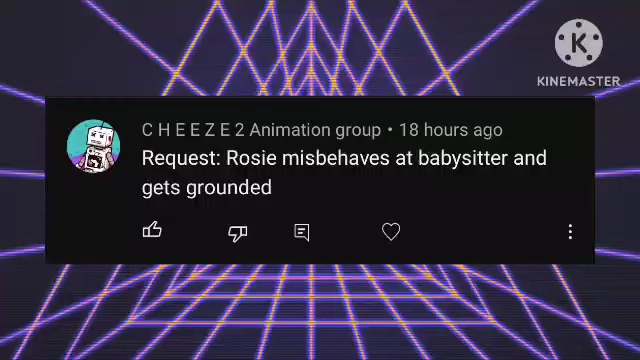 K
KINEMASTER
C H E E Z E 2 Animation group • 18 hours ago
Request: Rosie misbehaves at babysitter and
gets grounded